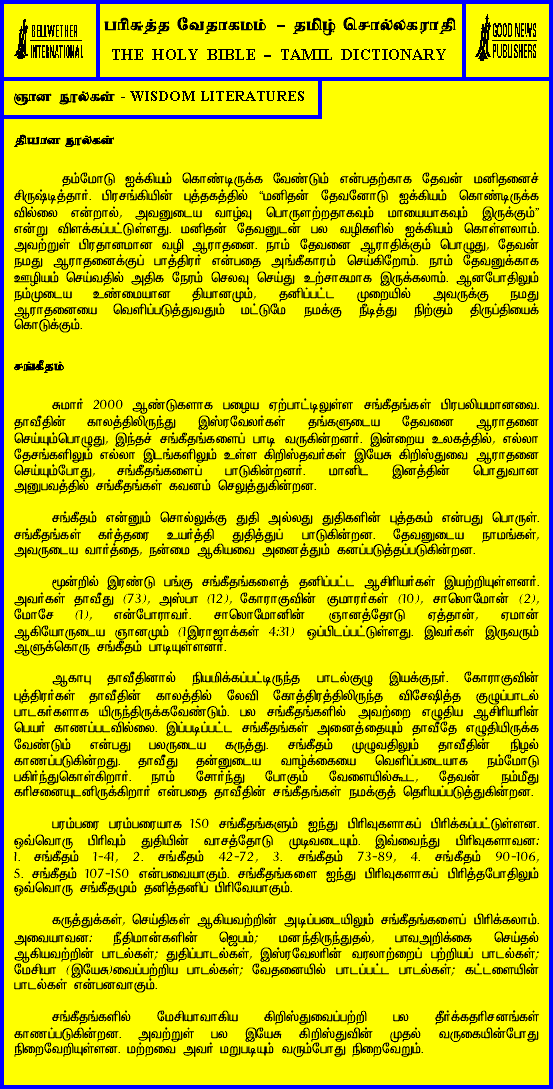 BELLWETHER
INTERNATIONAL
பரிசுத்த வேதாகமம் – தமிழ் சொல்லகராதி
THE HOLY BIBLE – TAMIL DICTIONARY
GOOD NEWS
PUBLISHERS
ஞான நூல்கள் - WISDOM LITERATURES
தியான நூல்கள்
தம்மோடு ஐக்கியம் கொண்டிருக்க வேண்டும் என்பதற்காக தேவன் மனிதனைச்
சிருஷ்டித்தார். பிரசங்கியின் புத்தகத்தில் “மனிதன் தேவனோடு ஐக்கியம் கொண்டிருக்க
வில்லை என்றால், அவனுடைய வாழ்வு பொருளற்றதாகவும் மாயையாகவும் இருக்கும்”
என்று விளக்கப்பட்டுள்ளது. மனிதன் தேவனுடன் பல வழிகளில் ஐக்கியம் கொள்ளலாம்.
அவற்றுள் பிரதானமான வழி ஆராதனை. நாம் தேவனை ஆராதிக்கும் பொழுது, தேவன்
நமது ஆராதனைக்குப் பாத்திரர் என்பதை அங்கீகாரம் செய்கிறோம். நாம் தேவனுக்காக
ஊழியம் செய்வதில் அதிக நேரம் செலவு செய்து உற்சாகமாக இருக்கலாம். ஆனபோதிலும்
நம்முடைய உண்மையான தியானமும், தனிப்பட்ட முறையில் அவருக்கு நமது
ஆராதனையை வெளிப்படுத்துவதும் மட்டுமே நமக்கு நீடித்து நிற்கும் திருப்தியைக்
கொடுக்கும்.
சங்கீதம்
சுமார் 2000 ஆண்டுகளாக பழைய ஏற்பாட்டிலுள்ள சங்கீதங்கள் பிரபலியமானவை.
தாவீதின் காலத்திலிருந்து இஸ்ரவேலர்கள் தங்களுடைய தேவனை ஆராதனை
செய்யும்பொழுது, இந்தச் சங்கீதங்களைப் பாடி வருகின்றனர். இன்றைய உலகத்தில், எல்லா
தேசங்களிலும் எல்லா இடங்களிலும் உள்ள கிறிஸ்தவர்கள் இயேசு கிறிஸ்துவை ஆராதனை
செய்யும்போது, சங்கீதங்களைப் பாடுகின்றனர். மானிட இனத்தின் பொதுவான
அனுபவத்தில் சங்கீதங்கள் கவனம் செலுத்துகின்றன.
சங்கீதம் என்னும் சொல்லுக்கு துதி அல்லது துதிகளின் புத்தகம் என்பது பொருள்.
சங்கீதங்கள் கர்த்தரை உயர்த்தி துதித்துப் பாடுகின்றன. தேவனுடைய நாமங்கள்,
அவருடைய வார்த்தை, நன்மை ஆகியவை அனைத்தும் கனப்படுத்தப்படுகின்றன.
மூன்றில் இரண்டு பங்கு சங்கீதங்களைத் தனிப்பட்ட ஆசிரியர்கள் இயற்றியுள்ளனர்.
அவர்கள் தாவீது (73), அஸ்பா (12), கோராகுவின் குமாரர்கள் (10), சாலொமோன் (2),
மோசே (1), என்போராவர். சாலொமோனின் ஞானத்தோடு ஏத்தான், ஏமான்
ஆகியோருடைய ஞானமும் (1இராஜாக்கள் 4:31) ஒப்பிடப்பட்டுள்ளது. இவர்கள் இருவரும்
ஆளுக்கொரு சங்கீதம் பாடியுள்ளனர்.
ஆகாபு தாவீதினால் நியமிக்கப்பட்டிருந்த பாடல்குழு இயக்குநர். கோராகுவின்
புத்திரர்கள் தாவீதின் காலத்தில் லேவி கோத்திரத்திலிருந்த விசேஷித்த குழுப்பாடல்
பாடகர்களாக யிருந்திருக்கவேண்டும். பல சங்கீதங்களில் அவற்றை எழுதிய ஆசிரியரின்
பெயர் காணப்படவில்லை. இப்படிப்பட்ட சங்கீதங்கள் அனைத்தையும் தாவீதே எழுதியிருக்க
வேண்டும் என்பது பலருடைய கருத்து. சங்கீதம் முழுவதிலும் தாவீதின் நிழல்
காணப்படுகின்றது. தாவீது தன்னுடைய வாழ்க்கையை வெளிப்படையாக நம்மோடு
பகிர்ந்துகொள்கிறார். நாம் சோர்ந்து போகும் வேளையில்கூட, தேவன் நம்மீது
கரிசனையுடனிருக்கிறார் என்பதை தாவீதின் சங்கீதங்கள் நமக்குத் தெரியப்படுத்துகின்றன.
பரம்பரை பரம்பரையாக 150 சங்கீதங்களும் ஐந்து பிரிவுகளாகப் பிரிக்கப்பட்டுள்ளன.
ஒவ்வொரு பிரிவும் துதியின் வாசத்தோடு முடிவடையும். இவ்வைந்து பிரிவுகளாவன:
1. சங்கீதம் 1-41, 2. சங்கீதம் 42-72, 3. சங்கீதம் 73-89, 4. சங்கீதம் 90-106,
5. சங்கீதம் 107-150 என்பவையாகும். சங்கீதங்களை ஐந்து பிரிவுகளாகப் பிரித்தபோதிலும்
ஒவ்வொரு சங்கீதமும் தனித்தனிப் பிரிவேயாகும்.
கருத்துக்கள், செய்திகள் ஆகியவற்றின் அடிப்படையிலும் சங்கீதங்களைப் பிரிக்கலாம்.
அவையாவன: நீதிமான்களின் ஜெபம்; மனந்திருந்துதல், பாவஅறிக்கை செய்தல்
ஆகியவற்றின் பாடல்கள்; துதிப்பாடல்கள், இஸ்ரவேலரின் வரலாற்றைப் பற்றியப் பாடல்கள்;
மேசியா (இயேசு)வைப்பற்றிய பாடல்கள்; வேதனையில் பாடப்பட்ட பாடல்கள்; கட்டளையின்
பாடல்கள் என்பனவாகும்.
சங்கீதங்களில் மேசியாவாகிய கிறிஸ்துவைப்பற்றி பல தீர்க்கதரிசனங்கள்
காணப்படுகின்றன. அவற்றுள் பல இயேசு கிறிஸ்துவின் முதல் வருகையின்போது
நிறைவேறியுள்ளன. மற்றவை அவர் மறுபடியும் வரும்போது நிறைவேறும்.